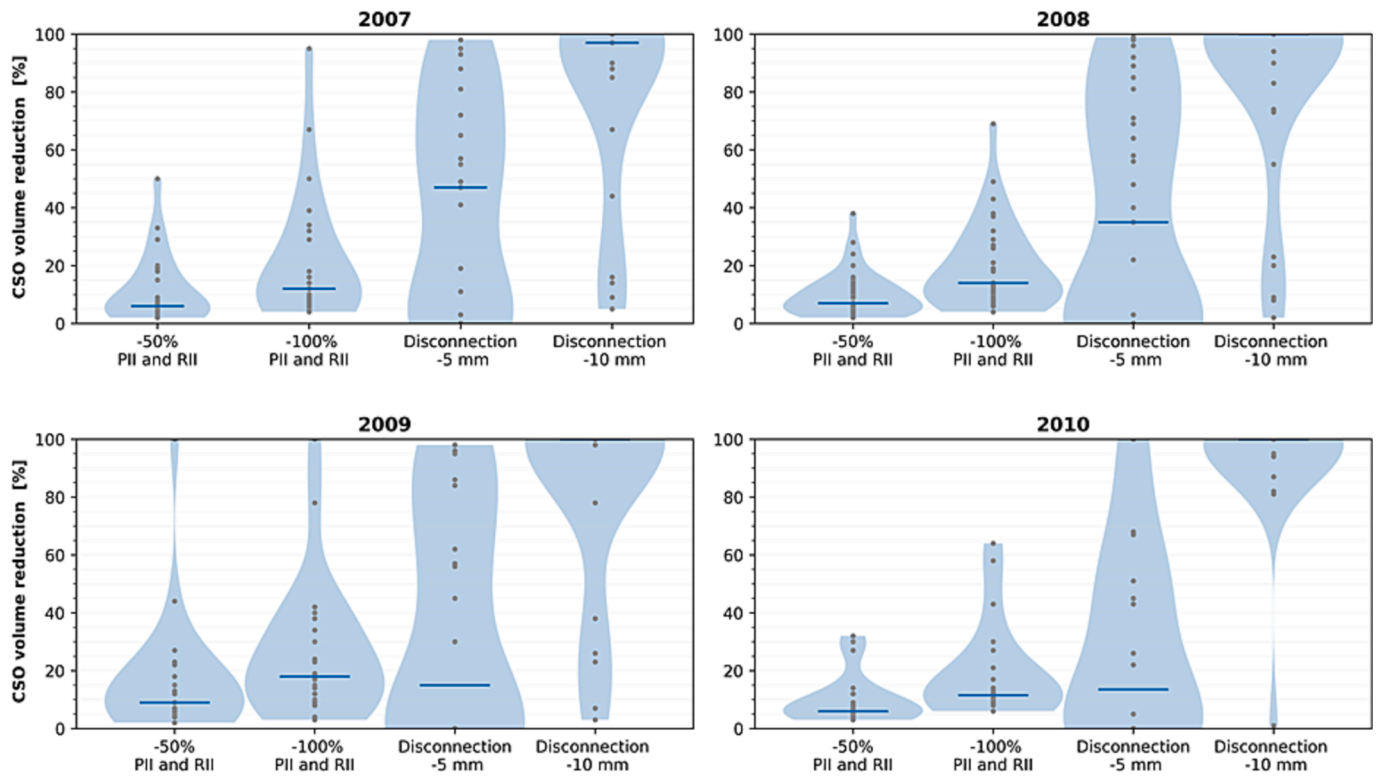 2007
2008
CSO volume reduction [%]
100
80
60
40
20
0
-50%
PII and RII
-100%
PII and RII
Disconnection
-5 mm
Disconnection
-10 mm
100
80
60
40
20
0
-50%
PII and RII
-100%
PII and RII
Disconnection
-5 mm
Disconnection
-10 mm
2009
2010
CSO volume reduction [%]
100
80
60
40
20
0
-50%
PII and RII
-100%
PII and RII
Disconnection
-5 mm
Disconnection
-10 mm
100
80
60
40
20
0
-50%
PII and RII
-100%
PII and RII
Disconnection
-5 mm
Disconnection
-10 mm